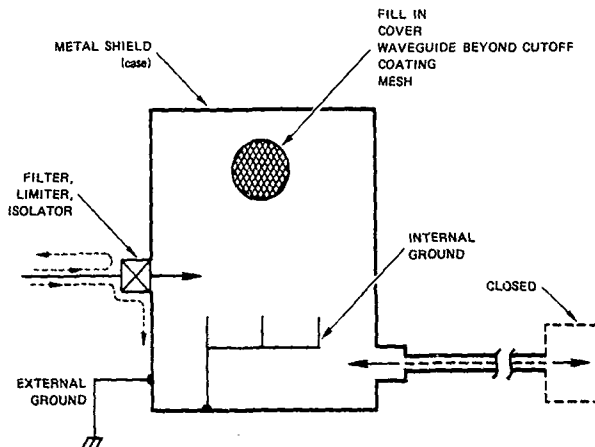 FILL IN
COVER
WAVEGUIDE BEYOND CUTOFF
COATING
MESH
METAL SHIELD
(case)
FILTER,
LIMITER,
ISOLATOR
INTERNAL
GROUND
CLOSED
EXTERNAL
GROUND